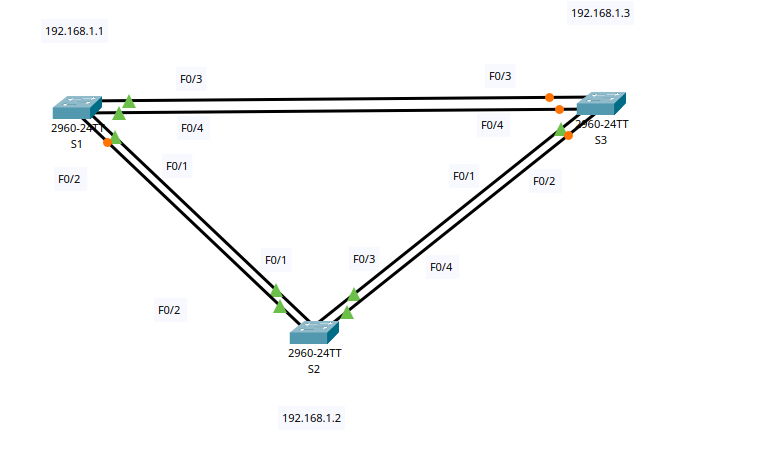 192.168.1.1
192.168.1.3
F0/3
F0/3
F0/4
F0/4
2960-24TT
S1
2960-24TT
S3
F0/2
F0/1
F0/1
F0/2
F0/1
F0/3
F0/4
F0/2
2960-24TT
S2
192.168.1.2